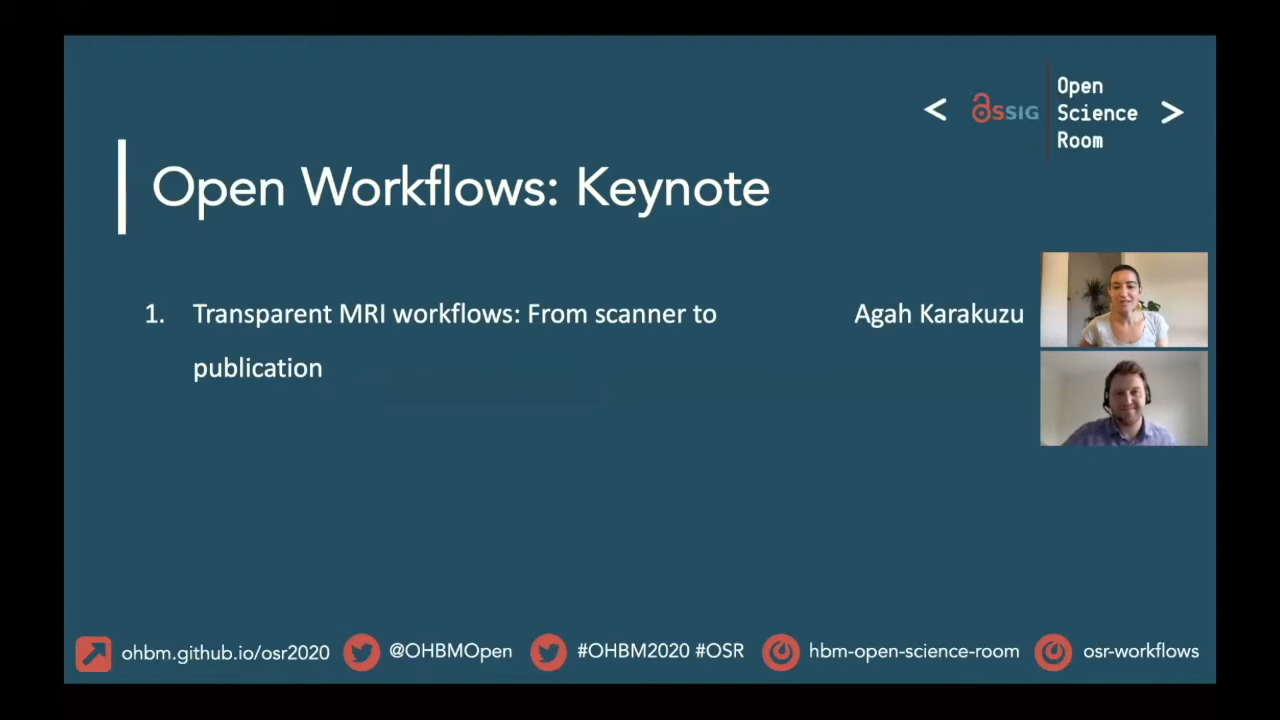 OSSIG
Open
Science
Room
Open Workflows: Keynote
1. Transparent MRI workflows: From scanner to
publication
Agah Karakuzu
ohbm.github.io/osr2020
@OHBMOpen
#OHBM2020 #OSR
hbm-open-science-room
osr-workflows